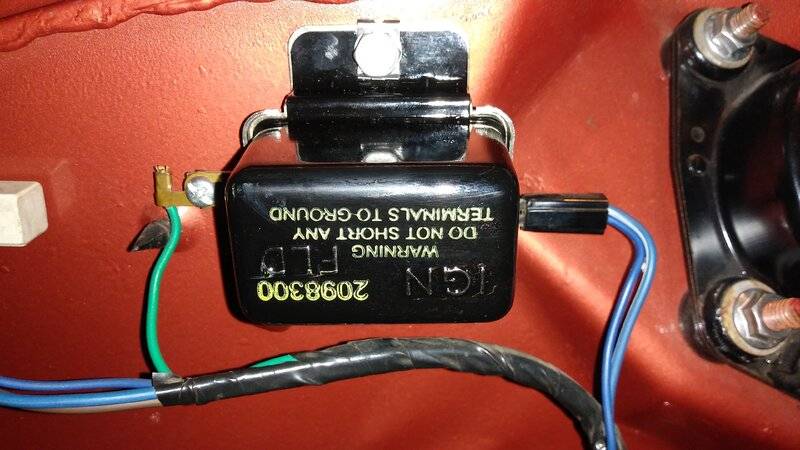 2098300
WARNING
DO NOT SHORT ANY
TERMINALS TO GROUND
FLD
IGN